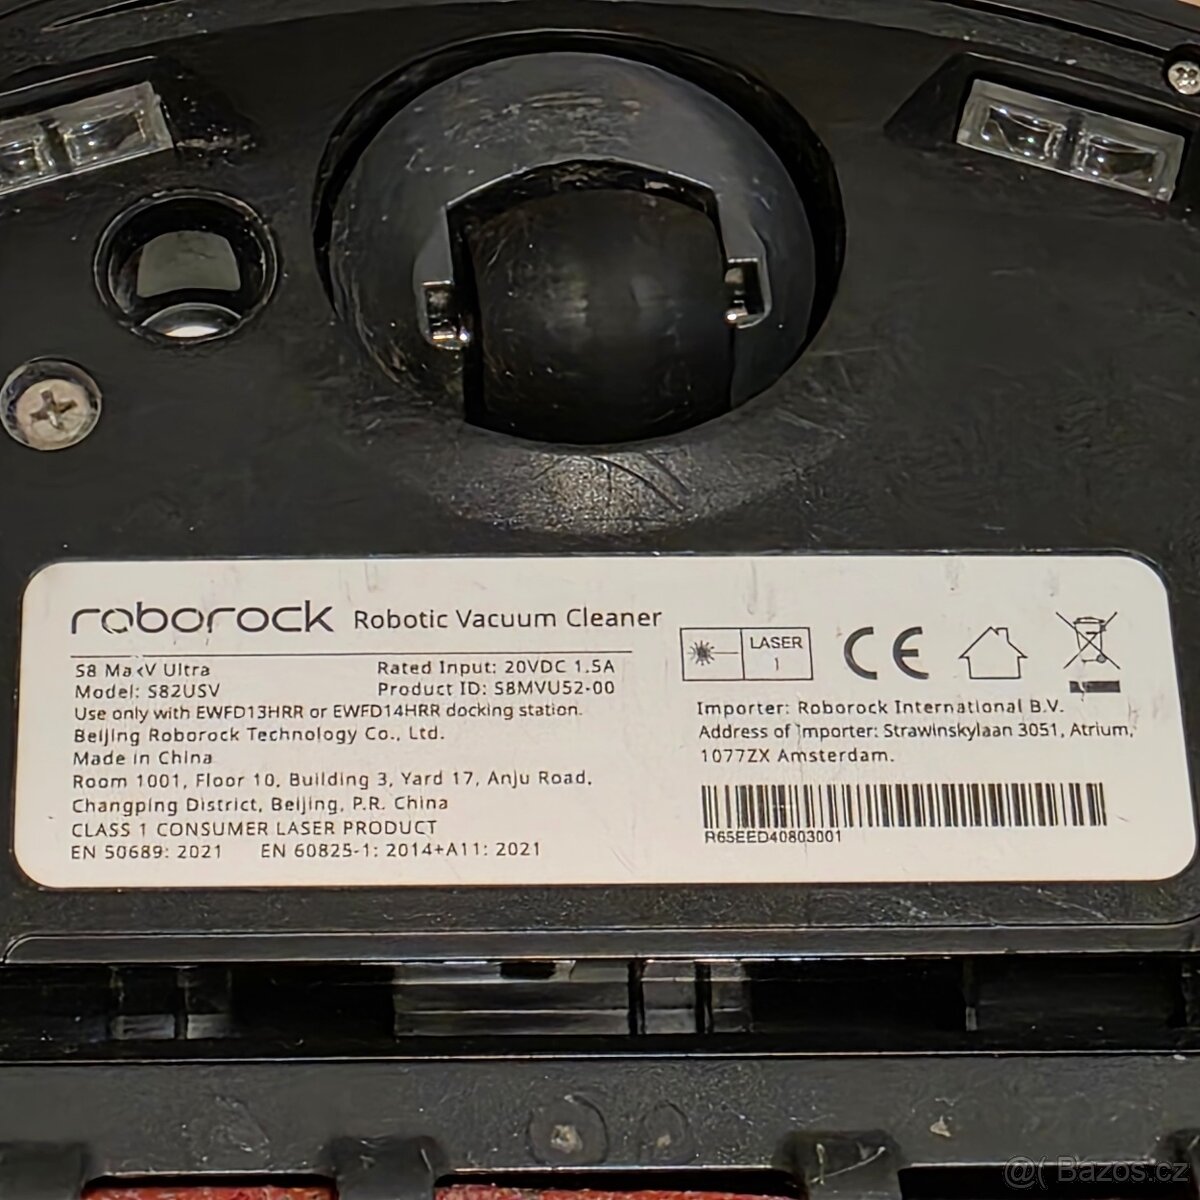 roborock Robotic Vacuum Cleaner
S8 MaxV Ultra Rated Input: 20VDC 1.5A
Model: S82USV Product ID: S8MVU52-00
Use only with EWFD13HRR or EWFD14HRR docking station.
Beijing Roborock Technology Co., Ltd.
Made in China
Room 1001, Floor 10, Building 3, Yard 17, Anju Road,
Changping District, Beijing, P.R. China
CLASS 1 CONSUMER LASER PRODUCT
EN 50689: 2021 EN 60825-1: 2014+A11: 2021
LASER
1
CE
Importer: Roborock International B.V.
Address of Importer: Strawinskylaan 3051, Atrium,
1077ZX Amsterdam.
R65EED40803001
@( Bazos.cz